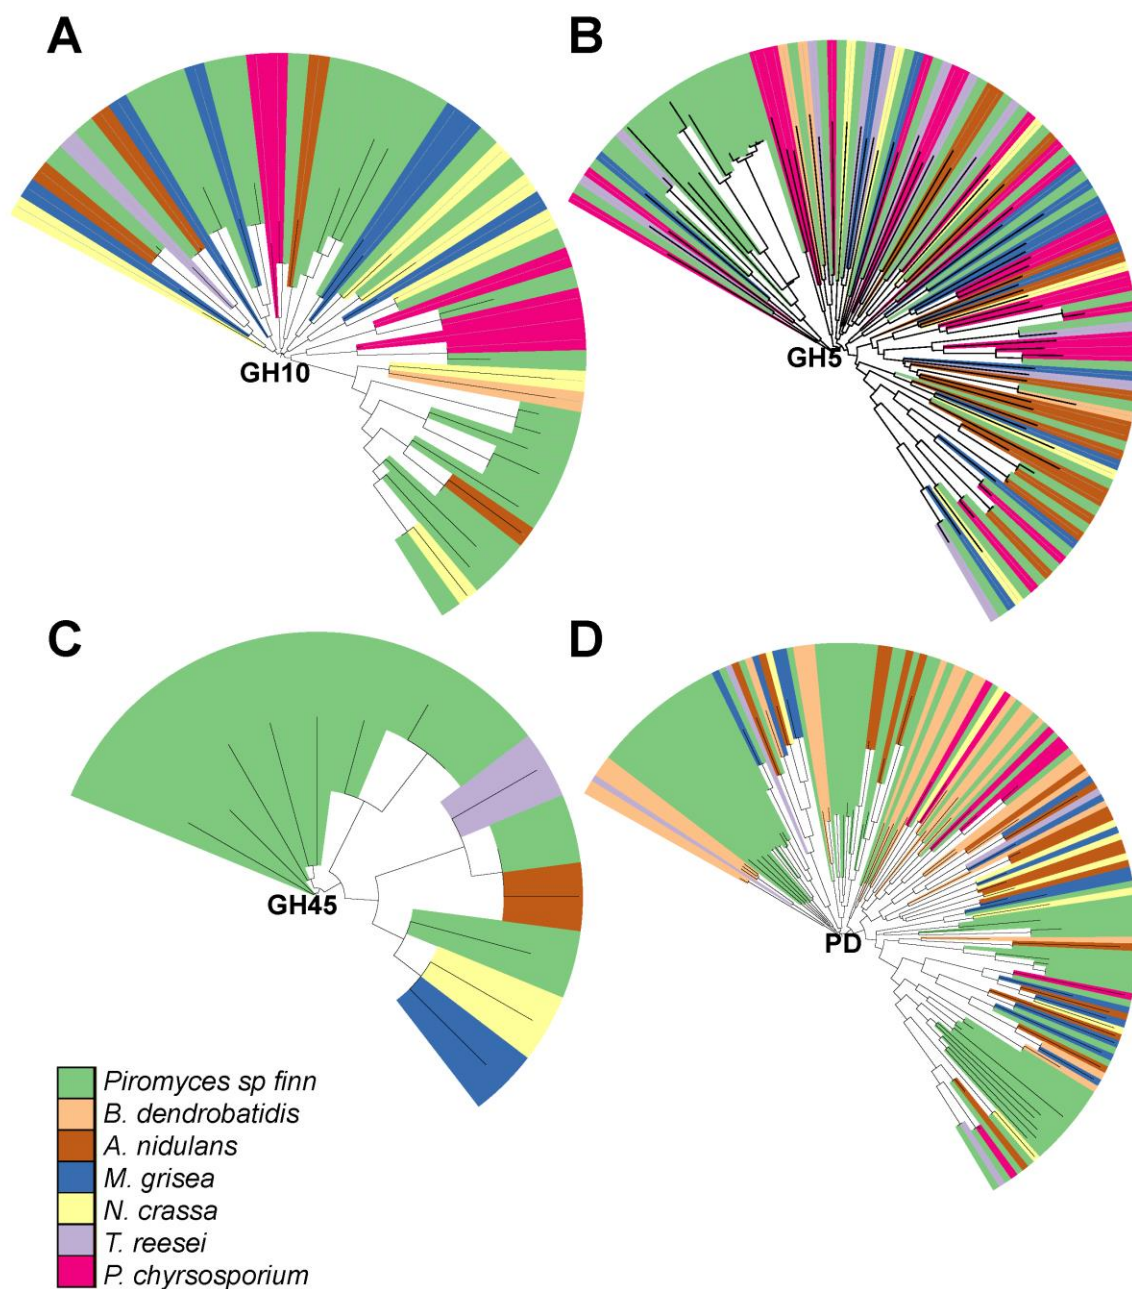 A
B
GH10
GH5
C
D
GH45
PD
Piromyces sp finn
B. dendrobatidis
A. nidulans
M. grisea
N. crassa
T. reesei
P. chyrsosporium